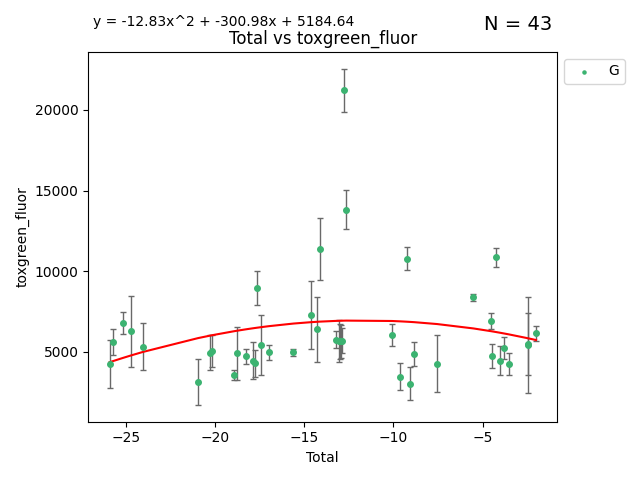 y = -12.83x^2 + -300.98x + 5184.64
N = 43
Total vs toxgreen_fluor
G
20000
15000
10000
5000
toxgreen_fluor
−25
−20
−15
−10
−5
Total